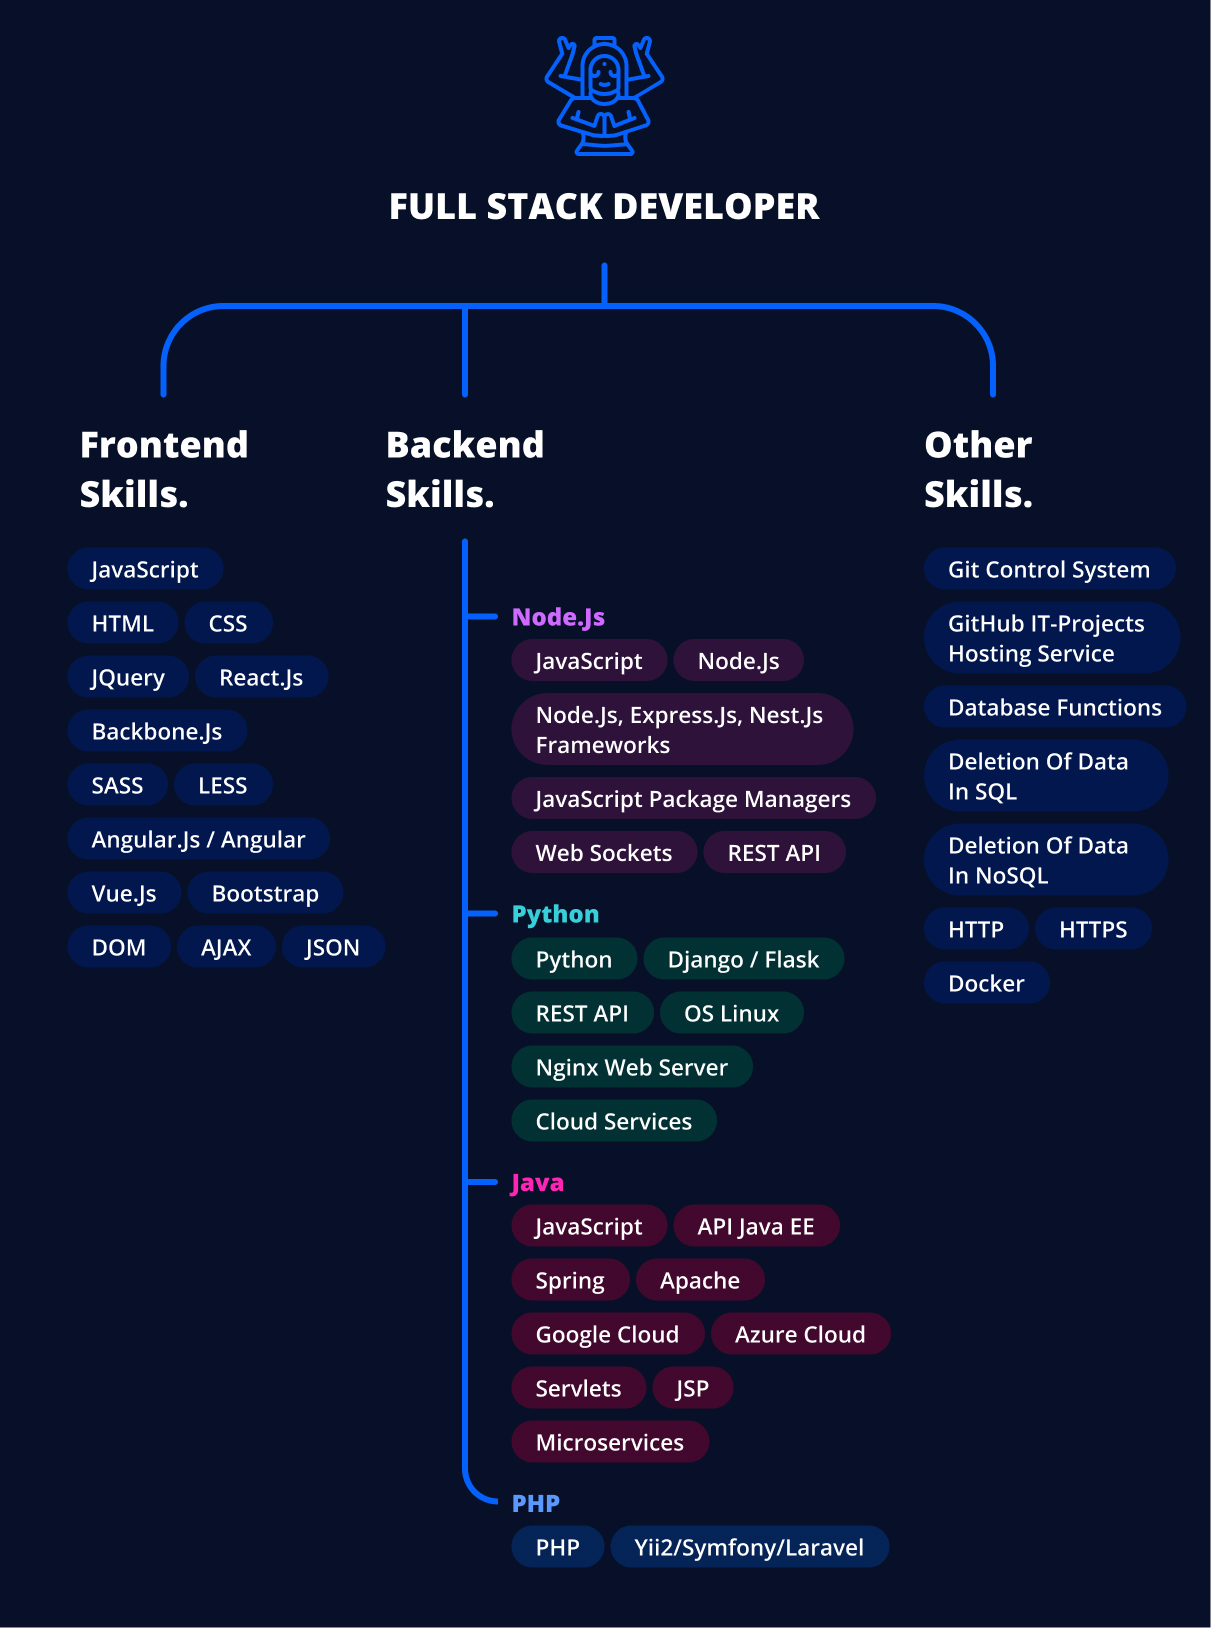 FULL STACK DEVELOPER
Frontend
Skills.
JavaScript
HTML CSS
JQuery React.Js
Backbone.Js
SASS LESS
Angular.Js / Angular
Vue.Js Bootstrap
DOM AJAX JSON
Backend
Skills.
Node.Js
JavaScript Node.Js
Node.Js, Express.Js, Nest.Js
Frameworks
JavaScript Package Managers
Web Sockets REST API
Python
Python Django / Flask
REST API OS Linux
Nginx Web Server
Cloud Services
Java
JavaScript API Java EE
Spring Apache
Google Cloud Azure Cloud
Servlets JSP
Microservices
PHP
PHP Yii2/Symfony/Laravel
Other
Skills.
Git Control System
GitHub IT-Projects
Hosting Service
Database Functions
Deletion Of Data
In SQL
Deletion Of Data
In NoSQL
HTTP HTTPS
Docker